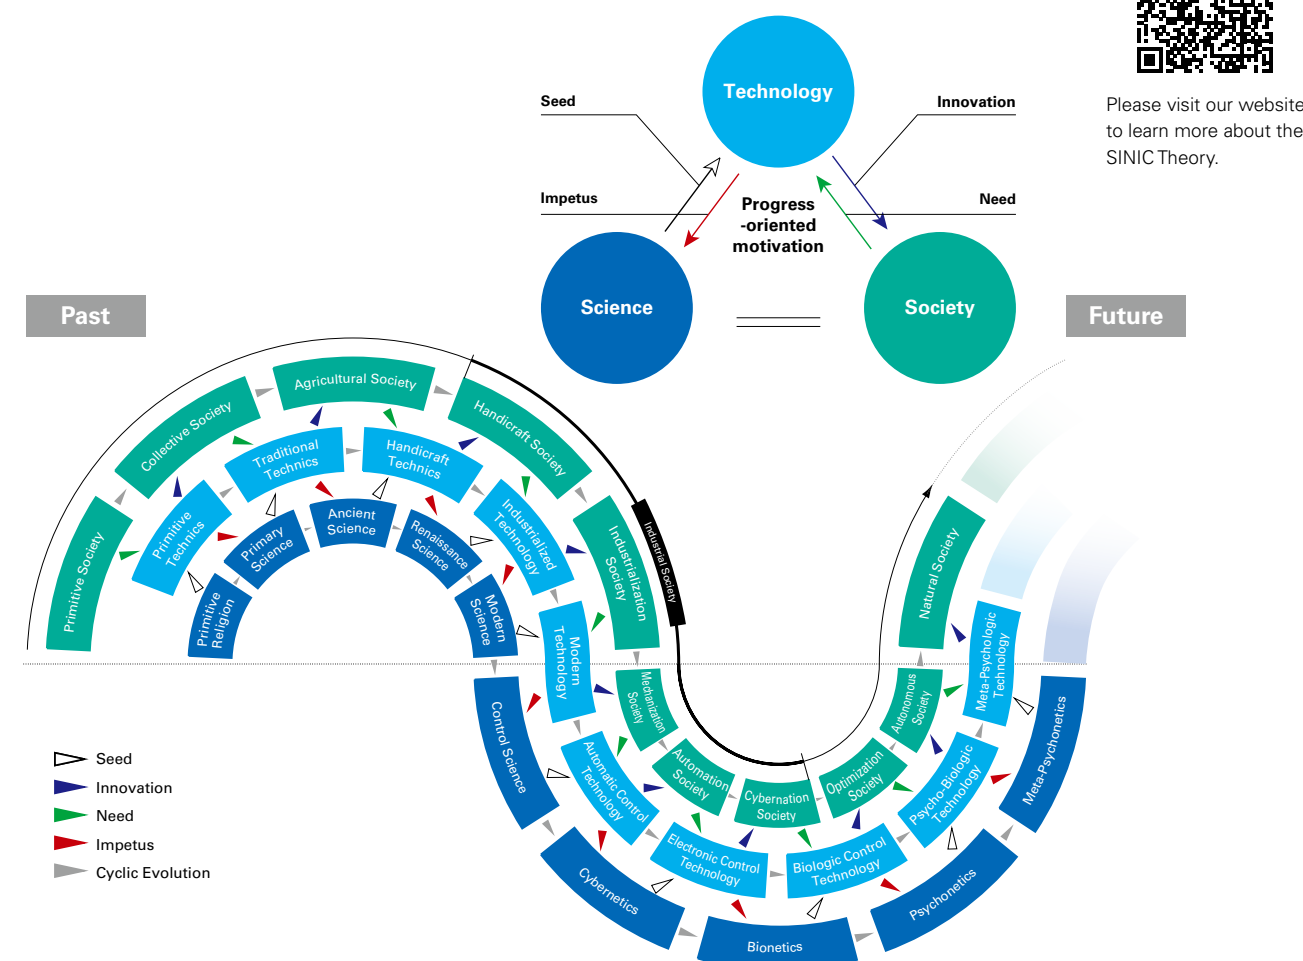 Technology
Seed
Innovation
Please visit our website
to learn more about the
SINIC Theory.
Impetus
Need
Progress
-oriented
motivation
Science
Society
Past
Future
Primitive Society
Collective Society
Agricultural Society
Handicraft Society
Industrialization
Society
Industrial Society
Primitive
Technics
Traditional
Technics
Handicraft
Technics
Industrialized
Technology
Modern
Technology
Primitive
Religion
Primary
Science
Ancient
Science
Renaissance
Science
Modern
Science
Control Science
Cybernetics
Bionetics
Psychonetics
Meta-Psychonetics
Automatic Control
Technology
Electronic Control
Technology
Biologic Control
Technology
Psycho-Biologic
Technology
Meta-Psychologic
Technology
Mechanization
Society
Automation
Society
Cybernation
Society
Optimization
Society
Autonomous
Society
Natural Society
Seed
Innovation
Need
Impetus
Cyclic Evolution